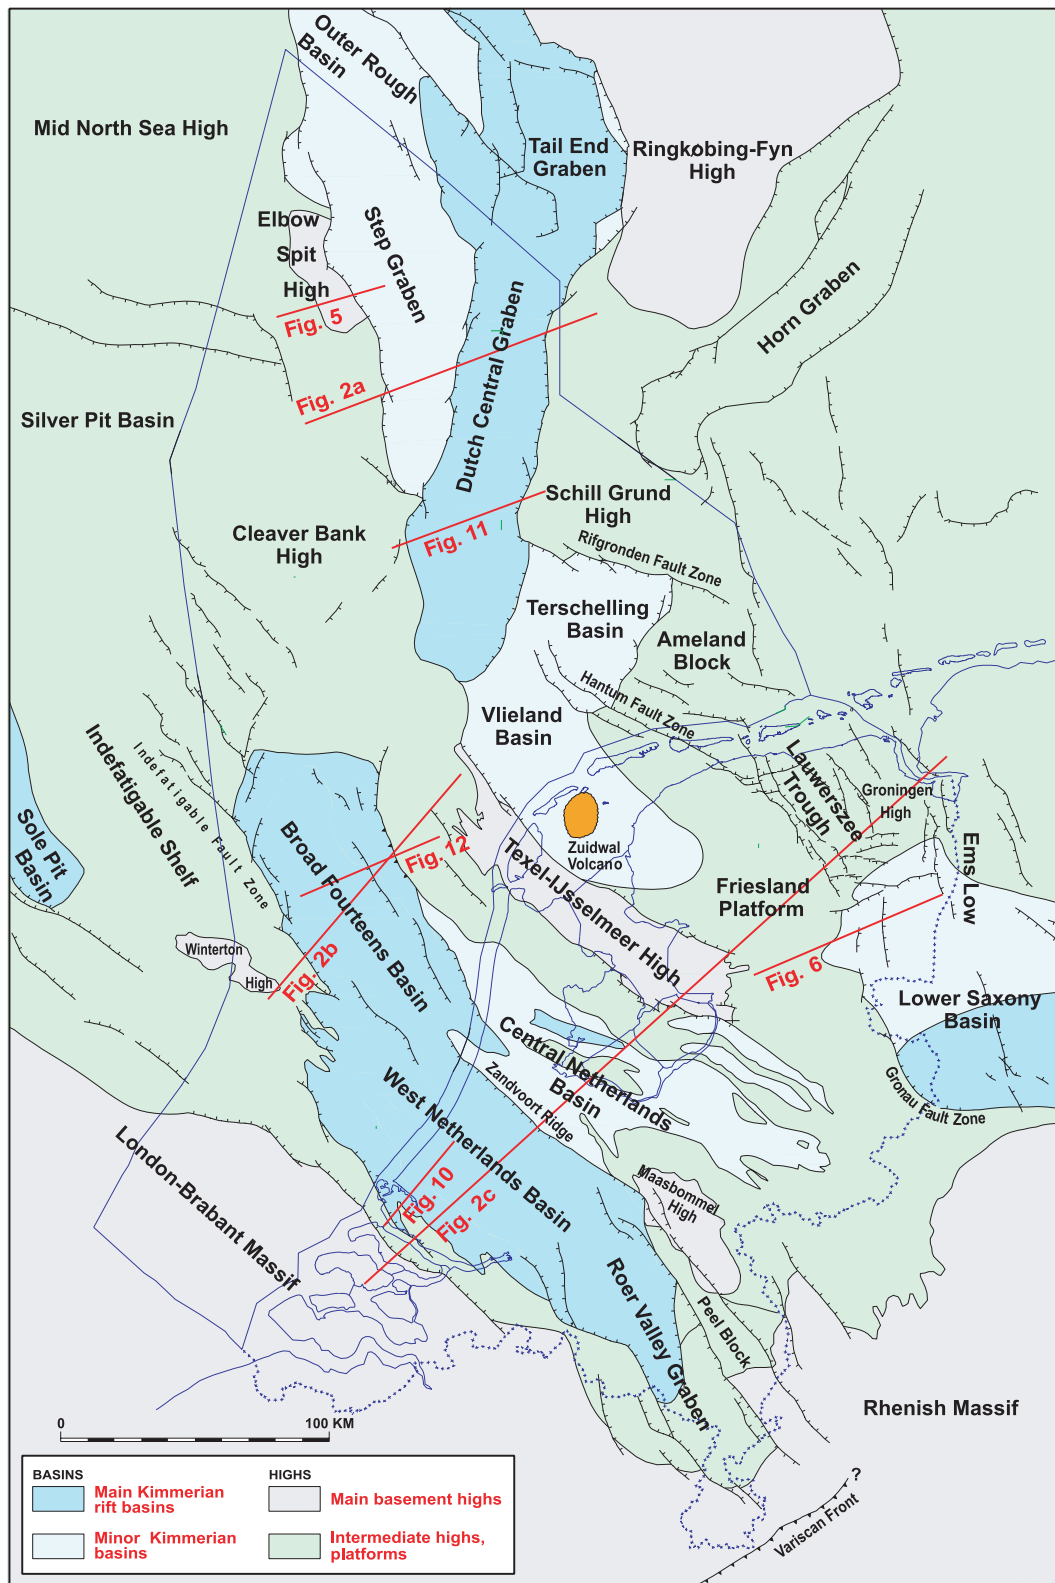 Outer Rough
Basin
Mid North Sea High
Tail End
Graben
Ringkøbing-Fyn
High
Elbow
Spit
High
Step Graben
Horn Graben
Fig. 5
Fig. 2a
Dutch Central Graben
Silver Pit Basin
Schill Grund
High
Cleaver Bank
High
Fig. 11
Rifgronden Fault Zone
Terschelling
Basin
Ameland
Block
Hantum Fault Zone
Vlieland
Basin
Indefatigable Shelf
Indefatigable Fault Zone
Lauwerszee
Trough
Groningen
High
Sole Pit
Basin
Broad Fourteens Basin
Fig. 12
Zuidwal
Volcano
Texel-IJsselmeer High
Friesland
Platform
Ems Low
Winterton
High
Fig. 2b
Fig. 6
Lower Saxony
Basin
Central Netherlands
Basin
Zandvoort Ridge
Gronau Fault Zone
West Netherlands Basin
London-Brabant Massif
Fig. 10
Fig. 2c
Maasbommel
High
Roer Valley Graben
Peel Block
Rhenish Massif
0 100 KM
BASINS
Main Kimmerian
rift basins
Minor Kimmerian
basins
HIGHS
Main basement highs
Intermediate highs,
platforms
?
Variscan Front